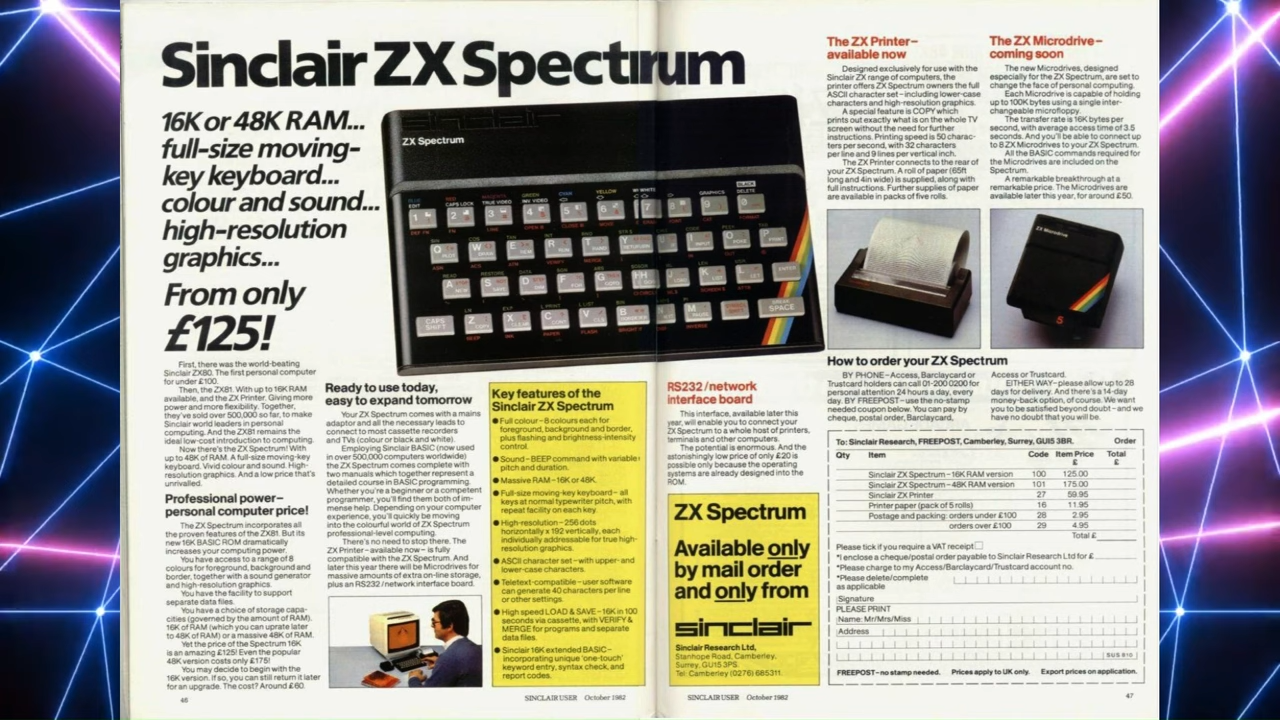 Sinclair ZX Spectrum
16K or 48K RAM...
full-size moving-
key keyboard...
colour and sound...
high-resolution
graphics...
From only
£125!
First, there was the world-beating
Sinclair ZX80. The first personal computer
for under £100.
Then, the ZX81. With up to 16K RAM
available, and the ZX Printer. Giving more
power and more flexibility. Together,
they've sold over 500,000 so far, to make
Sinclair world leaders in personal
computing. And the ZX81 remains the
ideal low-cost introduction to computing.
Now there's the ZX Spectrum! With
up to 48K of RAM. A full-size moving-key
keyboard. Vivid colour and sound. High-
resolution graphics. And a low price that's
unrivalled.
Professional power–
personal computer price!
The ZX Spectrum incorporates all
the proven features of the ZX81. But its
new 16K BASIC ROM dramatically
increases your computing power.
You have access to a range of 8
colours for foreground, background and
border, together with a sound generator
and high-resolution graphics.
You have the facility to support
separate data files.
You have a choice of storage capa-
cities (governed by the amount of RAM).
16K of RAM (which you can uprate later
to 48K of RAM) or a massive 48K of RAM.
Yet the price of the Spectrum 16K
is an amazing £125! Even the popular
48K version costs only £175!
You may decide to begin with the
16K version. If so, you can still return it later
for an upgrade. The cost? Around £60.
46
sinclair
ZX Spectrum
Ready to use today,
easy to expand tomorrow
Your ZX Spectrum comes with a mains
adaptor and all the necessary leads to
connect to most cassette recorders
and TVs (colour or black and white).
Employing Sinclair BASIC (now used
in over 500,000 computers worldwide)
the ZX Spectrum comes complete with
two manuals which together represent a
detailed course in BASIC programming.
Whether you're a beginner or a competent
programmer, you'll find them both of im-
mense help. Depending on your computer
experience, you'll quickly be moving
into the colourful world of ZX Spectrum
professional-level computing.
There's no need to stop there. The
ZX Printer–available now–is fully
compatible with the ZX Spectrum. And
later this year there will be Microdrives for
massive amounts of extra on-line storage,
plus an RS232/network interface board.
Key features of the
Sinclair ZX Spectrum
● Full colour–8 colours each for
foreground, background and border,
plus flashing and brightness-intensity
control.
● Sound–BEEP command with variable
pitch and duration.
● Massive RAM–16K or 48K.
● Full-size moving-key keyboard–all
keys at normal typewriter pitch, with
repeat facility on each key.
● High-resolution–256 dots
horizontally x 192 vertically, each
individually addressable for true high-
resolution graphics.
● ASCII character set–with upper- and
lower-case characters.
● Teletext-compatible–user software
can generate 40 characters per line
or other settings.
● High speed LOAD & SAVE–16K in 100
seconds via cassette, with VERIFY &
MERGE for programs and separate
data files.
● Sinclair 16K extended BASIC–
incorporating unique 'one-touch'
keyword entry, syntax check, and
report codes.
SINCLAIR USER October 1982
RS232/network
interface board
This interface, available later this
year, will enable you to connect your
ZX Spectrum to a whole host of printers,
terminals and other computers.
The potential is enormous. And the
astonishingly low price of only £20 is
possible only because the operating
systems are already designed into the
ROM.
ZX Spectrum
Available only
by mail order
and only from
sinclair
Sinclair Research Ltd,
Stanhope Road, Camberley,
Surrey, GU15 3PS.
Tel: Camberley (0276) 685311.
SINCLAIR USER October 1982
The ZX Printer–
available now
Designed exclusively for use with the
Sinclair ZX range of computers, the
printer offers ZX Spectrum owners the full
ASCII character set–including lower-case
characters and high-resolution graphics.
A special feature is COPY which
prints out exactly what is on the whole TV
screen without the need for further
instructions. Printing speed is 50 charac-
ters per second, with 32 characters
per line and 9 lines per vertical inch.
The ZX Printer connects to the rear of
your ZX Spectrum. A roll of paper (65ft
long and 4in wide) is supplied, along with
full instructions. Further supplies of paper
are available in packs of five rolls.
The ZX Microdrive–
coming soon
The new Microdrives, designed
especially for the ZX Spectrum, are set to
change the face of personal computing.
Each Microdrive is capable of holding
up to 100K bytes using a single inter-
changeable microfloppy.
The transfer rate is 16K bytes per
second, with average access time of 3.5
seconds. And you'll be able to connect up
to 8 ZX Microdrives to your ZX Spectrum.
All the BASIC commands required for
the Microdrives are included on the
Spectrum.
A remarkable breakthrough at a
remarkable price. The Microdrives are
available later this year, for around £50.
ZX Microdrive
How to order your ZX Spectrum
BY PHONE–Access, Barclaycard or
Trustcard holders can call 01-200 0200 for
personal attention 24 hours a day, every
day. BY FREEPOST–use the no-stamp
needed coupon below. You can pay by
cheque, postal order, Barclaycard,
Access or Trustcard.
EITHER WAY–please allow up to 28
days for delivery. And there's a 14-day
money-back option, of course. We want
you to be satisfied beyond doubt–and we
have no doubt that you will be.
To: Sinclair Research, FREEPOST, Camberley, Surrey, GU15 3BR. Order
Qty Item Code Item Price Total
£ £
Sinclair ZX Spectrum–16K RAM version 100 125.00
Sinclair ZX Spectrum–48K RAM version 101 175.00
Sinclair ZX Printer 27 59.95
Printer paper (pack of 5 rolls) 16 11.95
Postage and packing: orders under £100 28 2.95
orders over £100 29 4.95
Total £
Please tick if you require a VAT receipt
*I enclose a cheque/postal order payable to Sinclair Research Ltd for £
*Please charge to my Access/Barclaycard/Trustcard account no.
*Please delete/complete
as applicable
Signature
PLEASE PRINT
Name: Mr/Mrs/Miss
Address
SUS 810
FREEPOST–no stamp needed. Prices apply to UK only. Export prices on application.
47